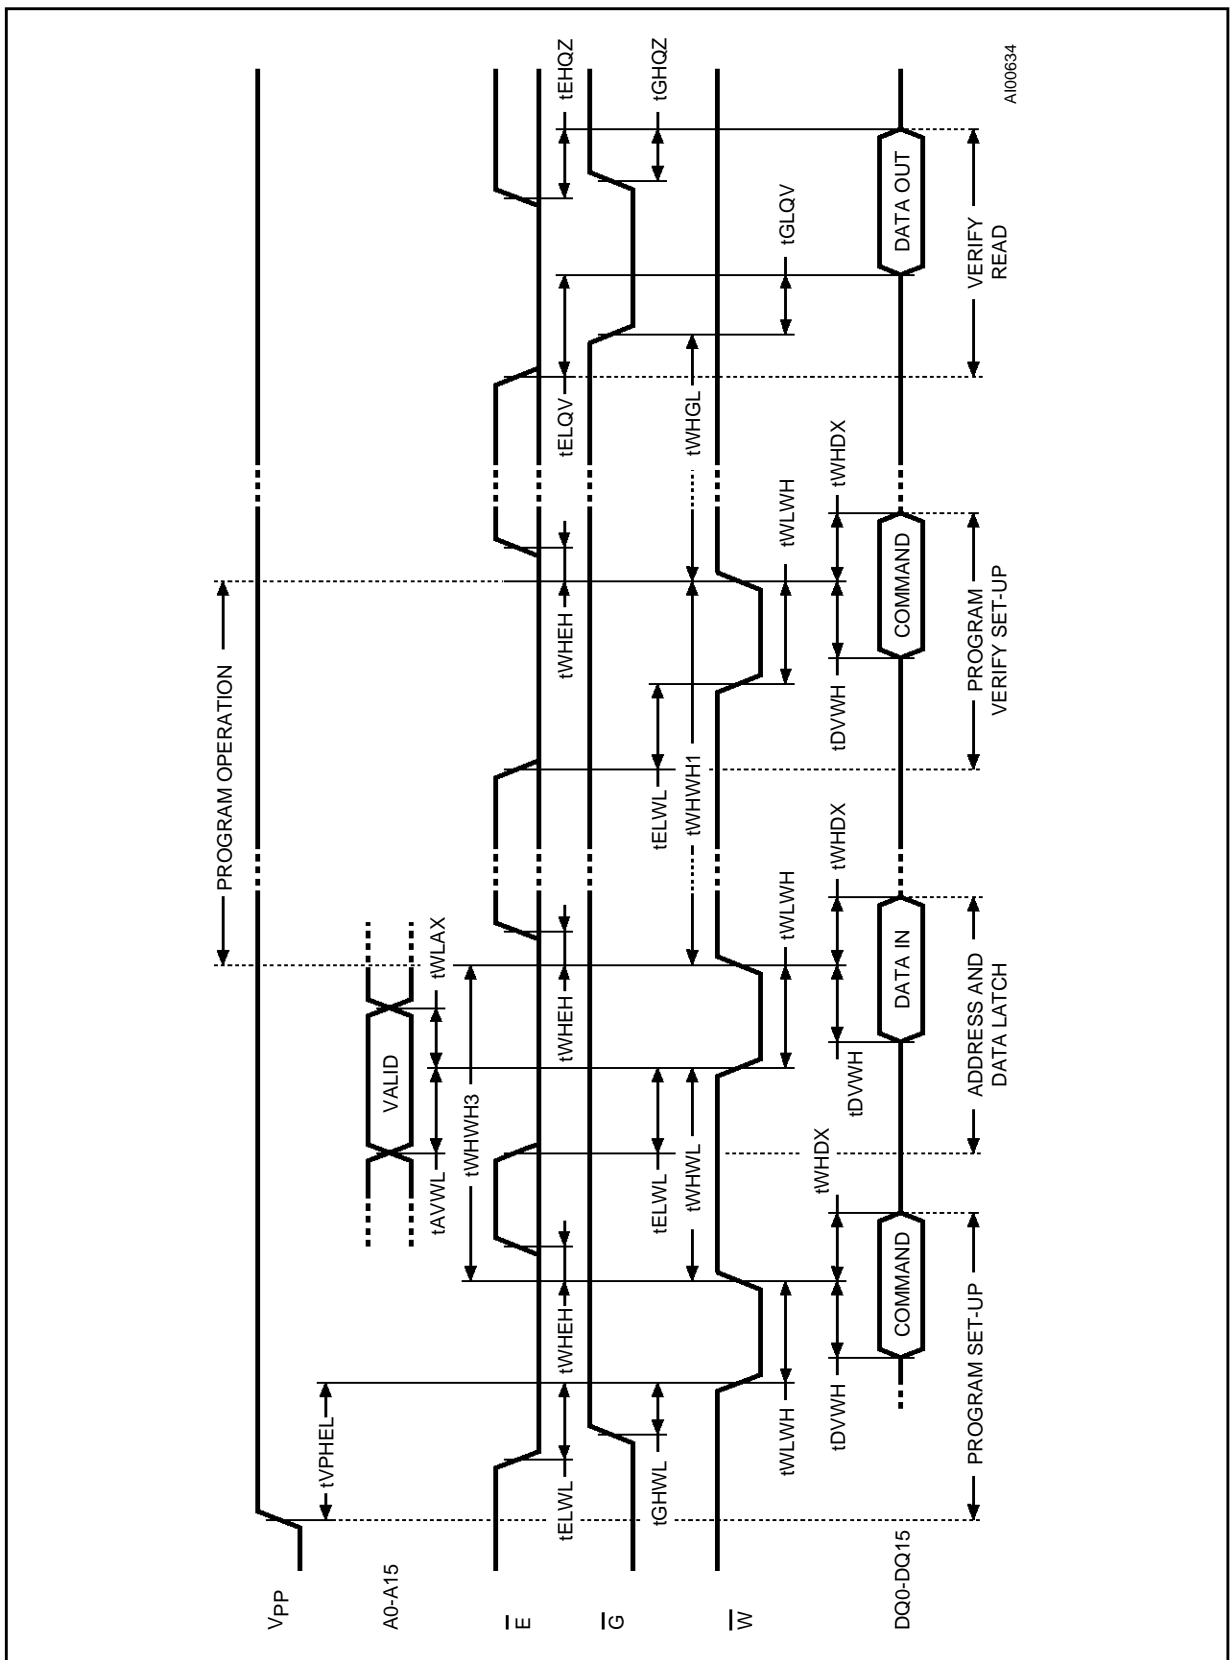 PROGRAM OPERATION
VPP
tVPHEL
A0-A15
VALID
tAVWL
tWLAX
tWHWH3
E
tELWL
tWHEH
tWHEH
tWHEH
tELQV
tEHQZ
G
tGHWL
tELWL
tELWL
tGHQZ
tWHWL
tWHWH1
tWHGL
W
tWLWH
tWLWH
tWLWH
tGLQV
tDVWH
tWHDX
tDVWH
tWHDX
tDVWH
tWHDX
DQ0-DQ15
COMMAND
DATA IN
COMMAND
DATA OUT
PROGRAM SET-UP
ADDRESS AND
DATA LATCH
PROGRAM
VERIFY SET-UP
VERIFY
READ
AI00634